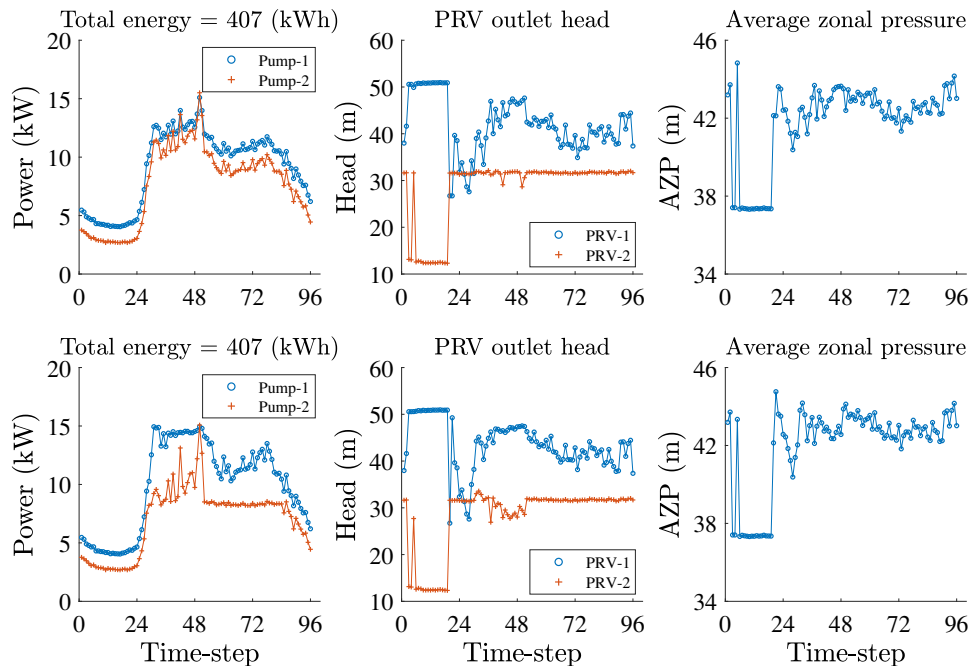 Total energy = 407 (kWh)
Power (kW)
20
15
10
5
0
0 24 48 72 96
Pump-1
Pump-2
PRV outlet head
Head (m)
60
50
40
30
20
10
0 24 48 72 96
PRV-1
PRV-2
Average zonal pressure
AZP (m)
46
42
38
34
0 24 48 72 96
Total energy = 407 (kWh)
Power (kW)
20
15
10
5
0
0 24 48 72 96
Time-step
Pump-1
Pump-2
PRV outlet head
Head (m)
60
50
40
30
20
10
0 24 48 72 96
Time-step
PRV-1
PRV-2
Average zonal pressure
AZP (m)
46
42
38
34
0 24 48 72 96
Time-step